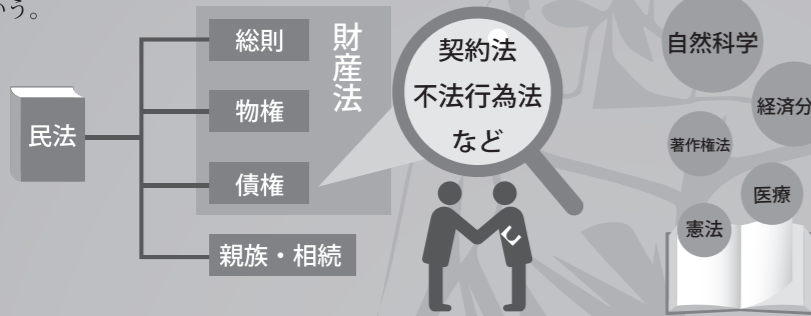 いう。
民法
総則
物権
債権
親族・相続
財産法
契約法
不法行為法
など
自然科学
経済分
著作権法
医療
憲法